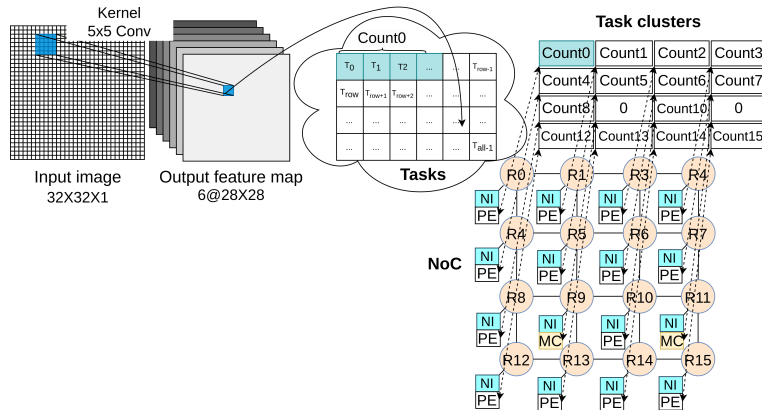 Kernel
5x5 Conv
Input image
32X32X1
Output feature map
6@28X28
Count0
T0 T1 T2 ... ... Trow-1
Trow Trow+1 Trow+2 ... ...
... ... ... ... ...
... ... ... ... ... Tall-1
Tasks
Task clusters
Count0 Count1 Count2 Count3
Count4 Count5 Count6 Count7
Count8 0 Count10 0
Count12 Count13 Count14 Count15
R0 R1 R3 R4
NI NI NI NI
PE PE PE PE
R4 R5 R6 R7
NoC
NI NI NI NI
PE PE PE PE
R8 R9 R10 R11
NI NI NI NI
PE MC PE MC
R12 R13 R14 R15
NI NI NI NI
PE PE PE PE